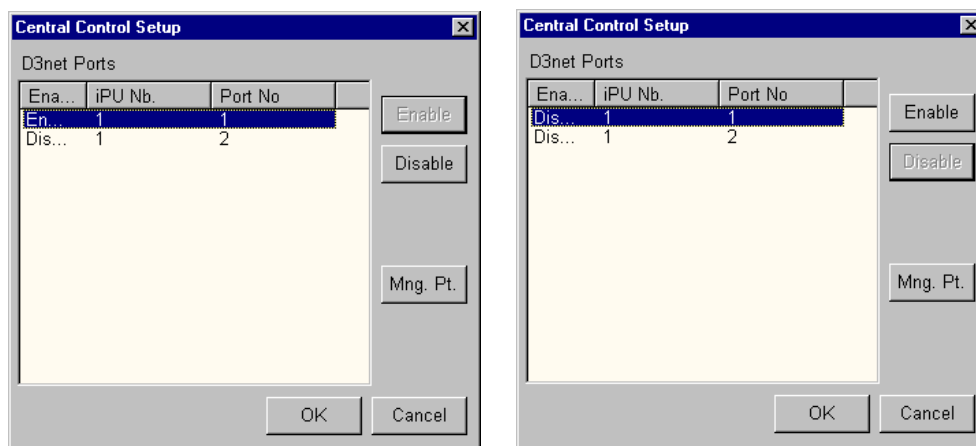 Central Control Setup
D3net Ports
Ena... iPU Nb. Port No
En... 1 1
Dis... 1 2
Enable
Disable
Mng. Pt.
OK Cancel
Central Control Setup
D3net Ports
Ena... iPU Nb. Port No
Dis... 1 1
Dis... 1 2
Enable
Disable
Mng. Pt.
OK Cancel